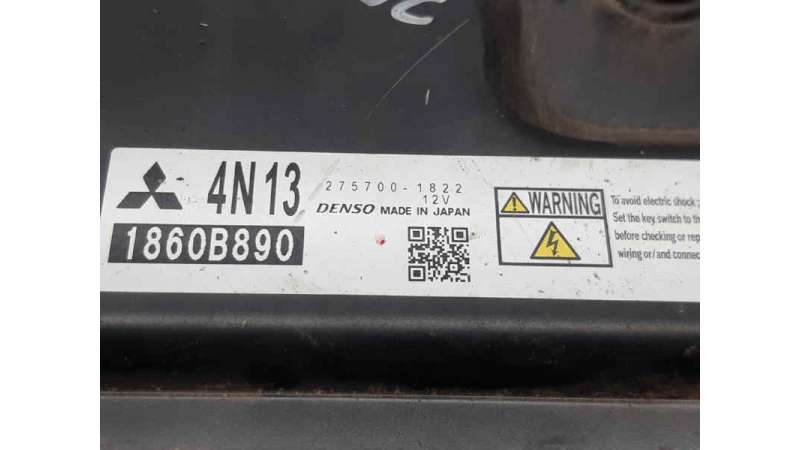 4N13
1860B890
275700-1822
12V
DENSO MADE IN JAPAN
WARNING
To avoid electric shock ;
Set the key switch to th
before checking or rep
wiring or/and connec